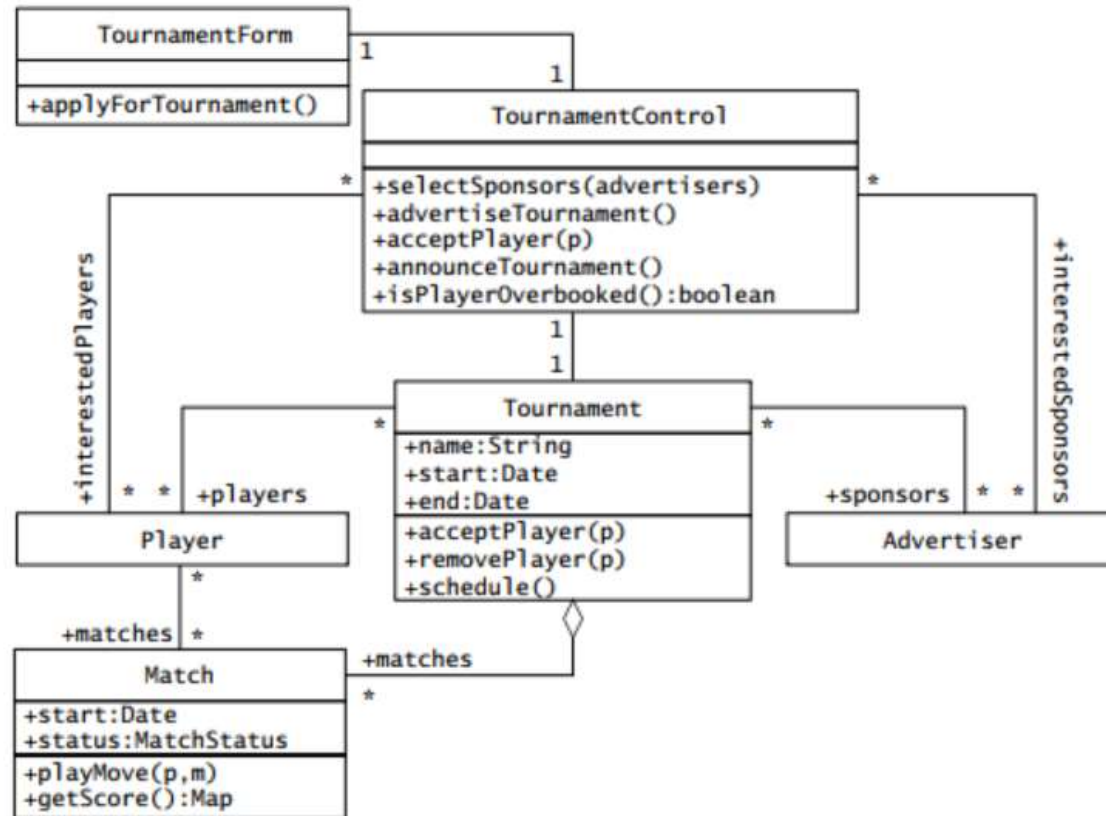 TournamentForm
1
+applyForTournament()
1
TournamentControl
*
+selectSponsors(advertisers)
*
+advertiseTournament()
+acceptPlayer(p)
+announceTournament()
+isPlayerOverbooked():boolean
+interestedPlayers
+interestedSponsors
1
1
Tournament
*
*
+name:String
+start:Date
+end:Date
* * +players
+sponsors * *
+acceptPlayer(p)
+removePlayer(p)
+schedule()
Player
Advertiser
*
+matches *
+matches
*
Match
+start:Date
+status:MatchStatus
+playMove(p,m)
+getScore():Map